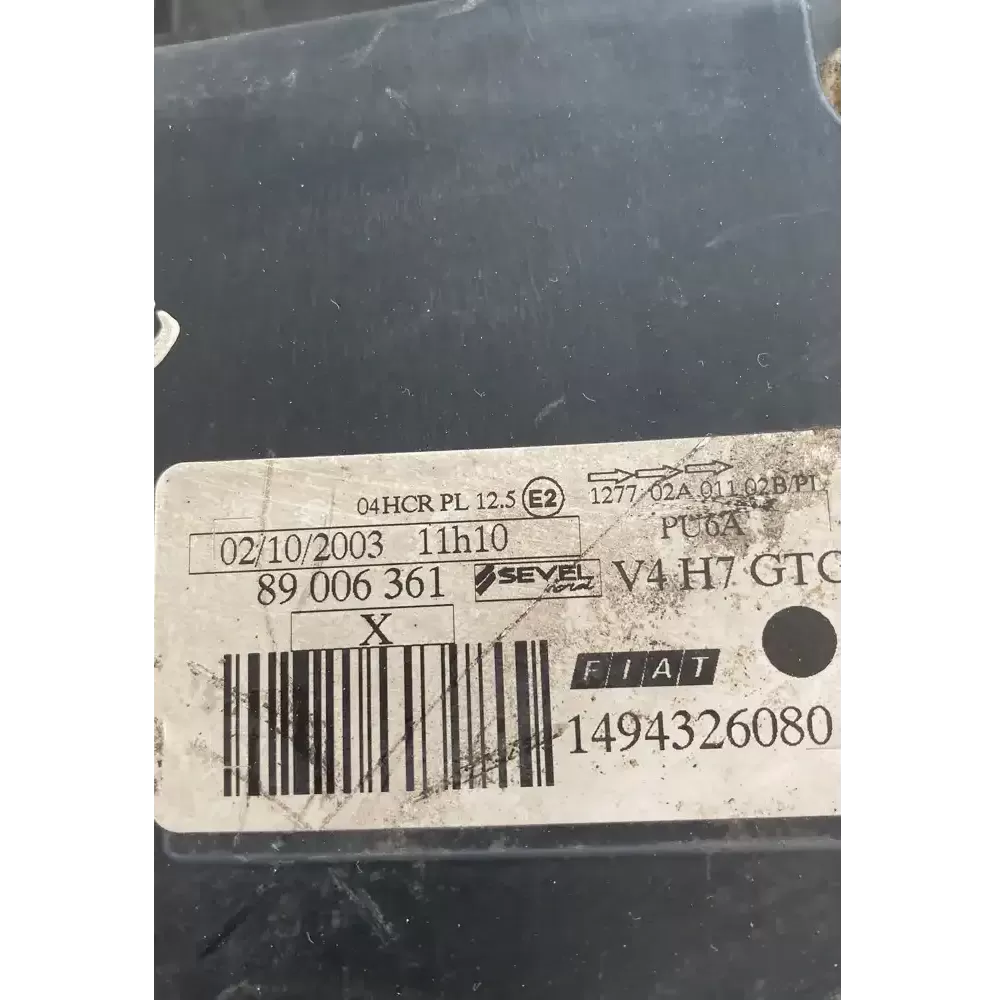 04HCR PL 12.5 E2 1277 02A 011 02B/PL
PU6A
02/10/2003 11h10
89 006 361 SEVEL V4 H7 GTC
X
FIAT
1494326080